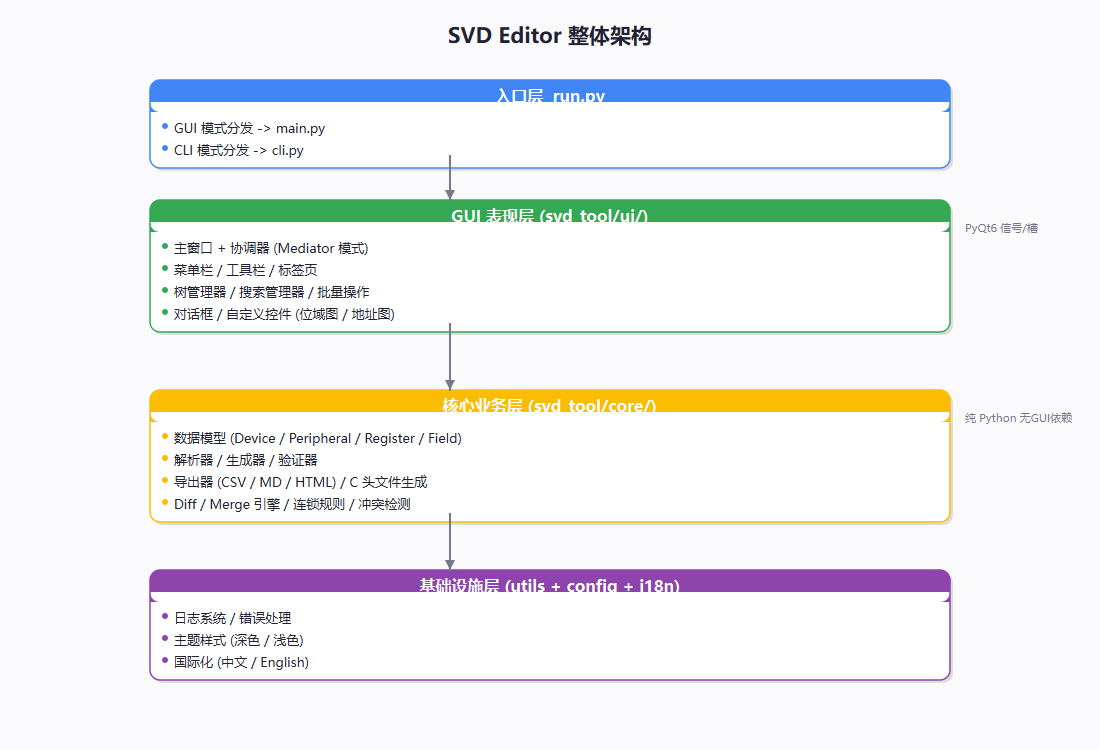 SVD Editor 整体架构
入口层 run.py
GUI 模式分发 -> main.py
CLI 模式分发 -> cli.py
GUI 表现层 (svd_tool/ui/)
PyQt6 信号/槽
主窗口 + 协调器 (Mediator 模式)
菜单栏 / 工具栏 / 标签页
树管理器 / 搜索管理器 / 批量操作
对话框 / 自定义控件 (位域图 / 地址图)
核心业务层 (svd_tool/core/)
纯 Python 无GUI依赖
数据模型 (Device / Peripheral / Register / Field)
解析器 / 生成器 / 验证器
导出器 (CSV / MD / HTML) / C 头文件生成
Diff / Merge 引擎 / 连锁规则 / 冲突检测
基础设施层 (utils + config + i18n)
日志系统 / 错误处理
主题样式 (深色 / 浅色)
国际化 (中文 / English)